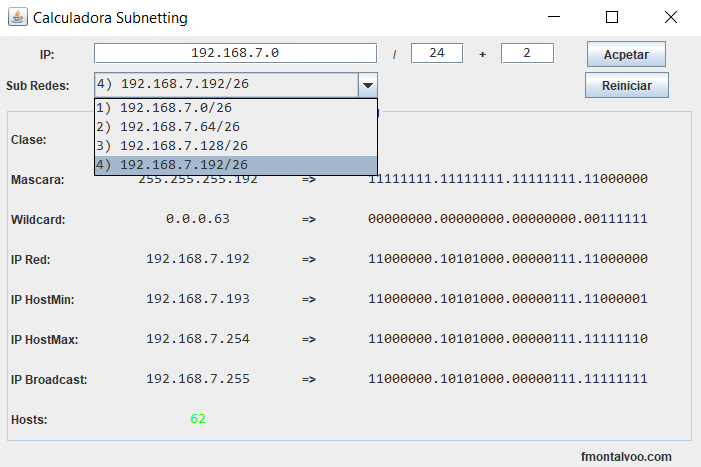 Calculadora Subnetting
IP: 192.168.7.0 / 24 + 2 Acpetar
Sub Redes: 4) 192.168.7.192/26 Reiniciar
1) 192.168.7.0/26
2) 192.168.7.64/26
3) 192.168.7.128/26
4) 192.168.7.192/26
Clase:
Mascara: 255.255.255.192 => 11111111.11111111.11111111.11000000
Wildcard: 0.0.0.63 => 00000000.00000000.00000000.00111111
IP Red: 192.168.7.192 => 11000000.10101000.00000111.11000000
IP HostMin: 192.168.7.193 => 11000000.10101000.00000111.11000001
IP HostMax: 192.168.7.254 => 11000000.10101000.00000111.11111110
IP Broadcast: 192.168.7.255 => 11000000.10101000.00000111.11111111
Hosts: 62
fmontalvoo.com